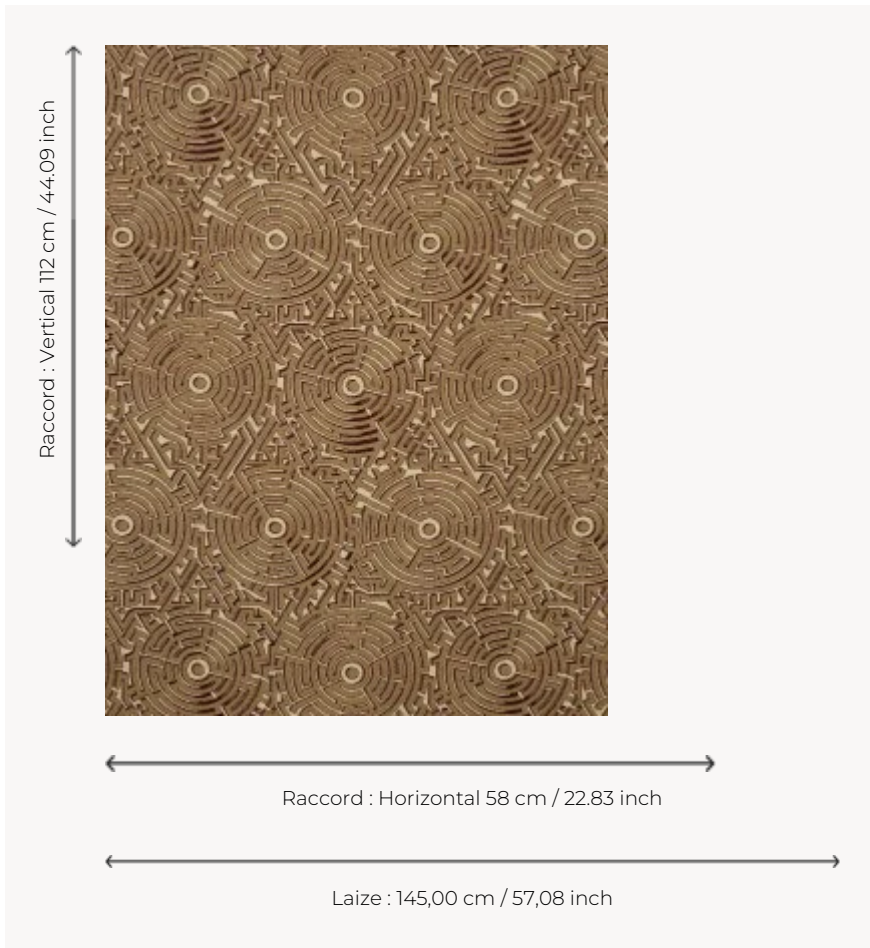 Raccord : Vertical 112 cm / 44.09 inch
Raccord : Horizontal 58 cm / 22.83 inch
Laize : 145,00 cm / 57,08 inch